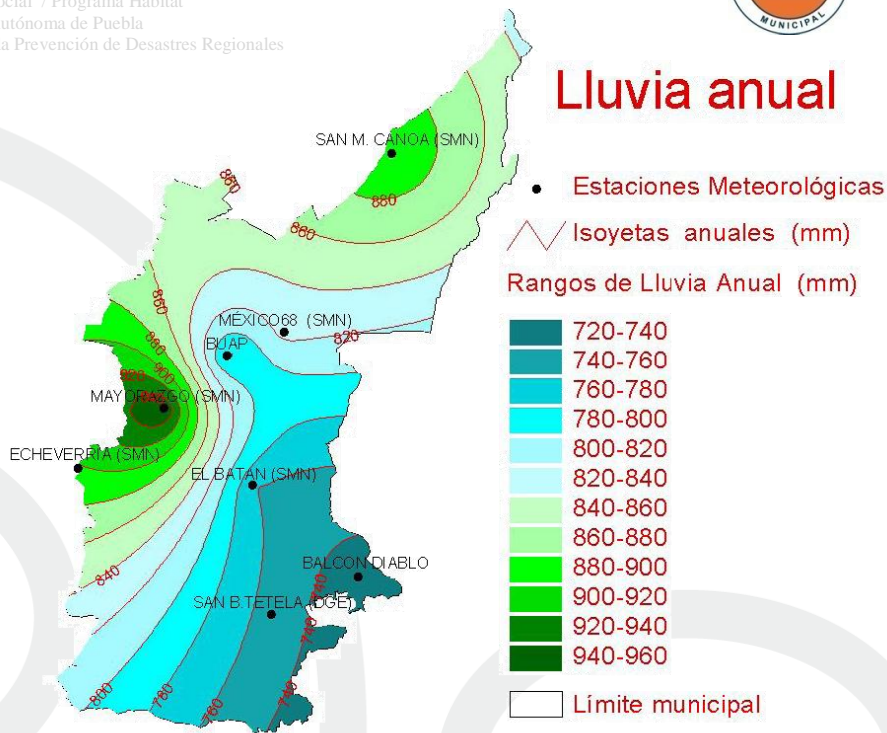 ocial / Programa Hábitat
utónoma de Puebla
a Prevención de Desastres Regionales
MUNICIPAL
Lluvia anual
Estaciones Meteorológicas
Isoyetas anuales (mm)
Rangos de Lluvia Anual (mm)
720-740
740-760
760-780
780-800
800-820
820-840
840-860
860-880
880-900
900-920
920-940
940-960
Límite municipal
SAN M. CANOA (SMN)
880
860
860
860
MÉXICO68 (SMN)
820
BUAP
880
900
920
MAYORAZGO (SMN)
ECHEVERRIA (SMN)
EL BATAN (SMN)
BALCON DIABLO
840
740
SAN B.TETELA (DGE)
740
800
780
760
740